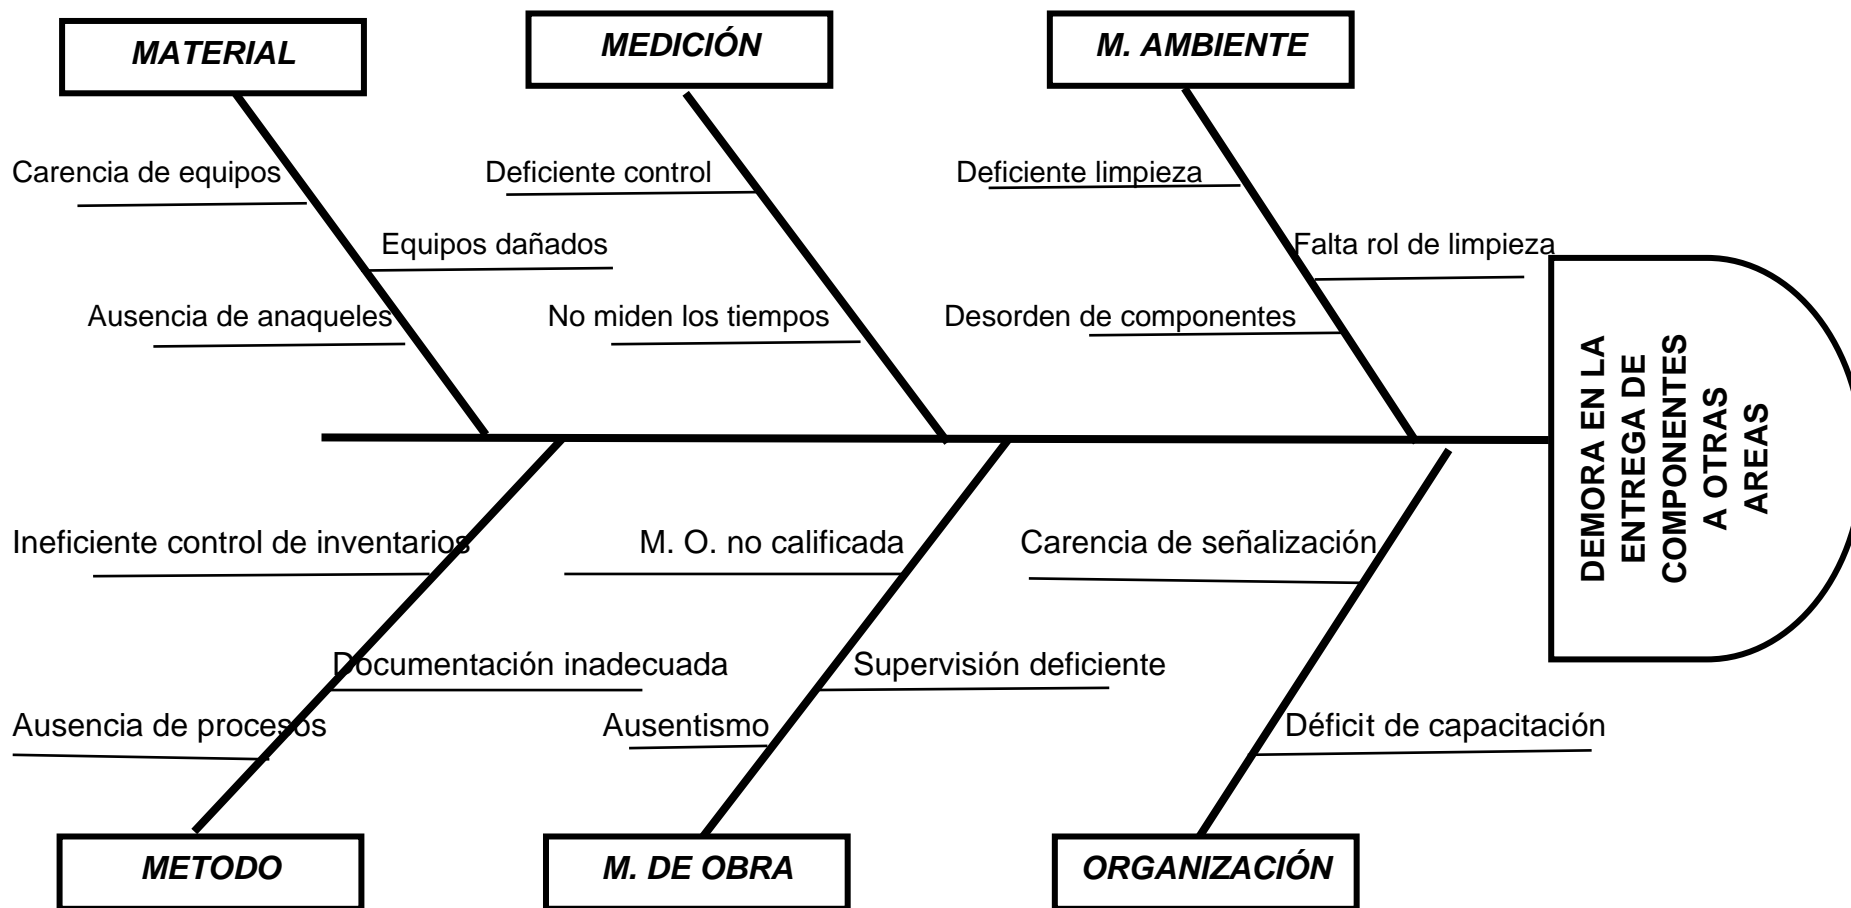 MATERIAL
MEDICIÓN
M. AMBIENTE
Carencia de equipos
Deficiente control
Deficiente limpieza
Equipos dañados
Falta rol de limpieza
Ausencia de anaqueles
No miden los tiempos
Desorden de componentes
DEMORA EN LA
ENTREGA DE
COMPONENTES
A OTRAS
AREAS
Ineficiente control de inventarios
M. O. no calificada
Carencia de señalización
Documentación inadecuada
Supervisión deficiente
Ausencia de procesos
Ausentismo
Déficit de capacitación
METODO
M. DE OBRA
ORGANIZACIÓN